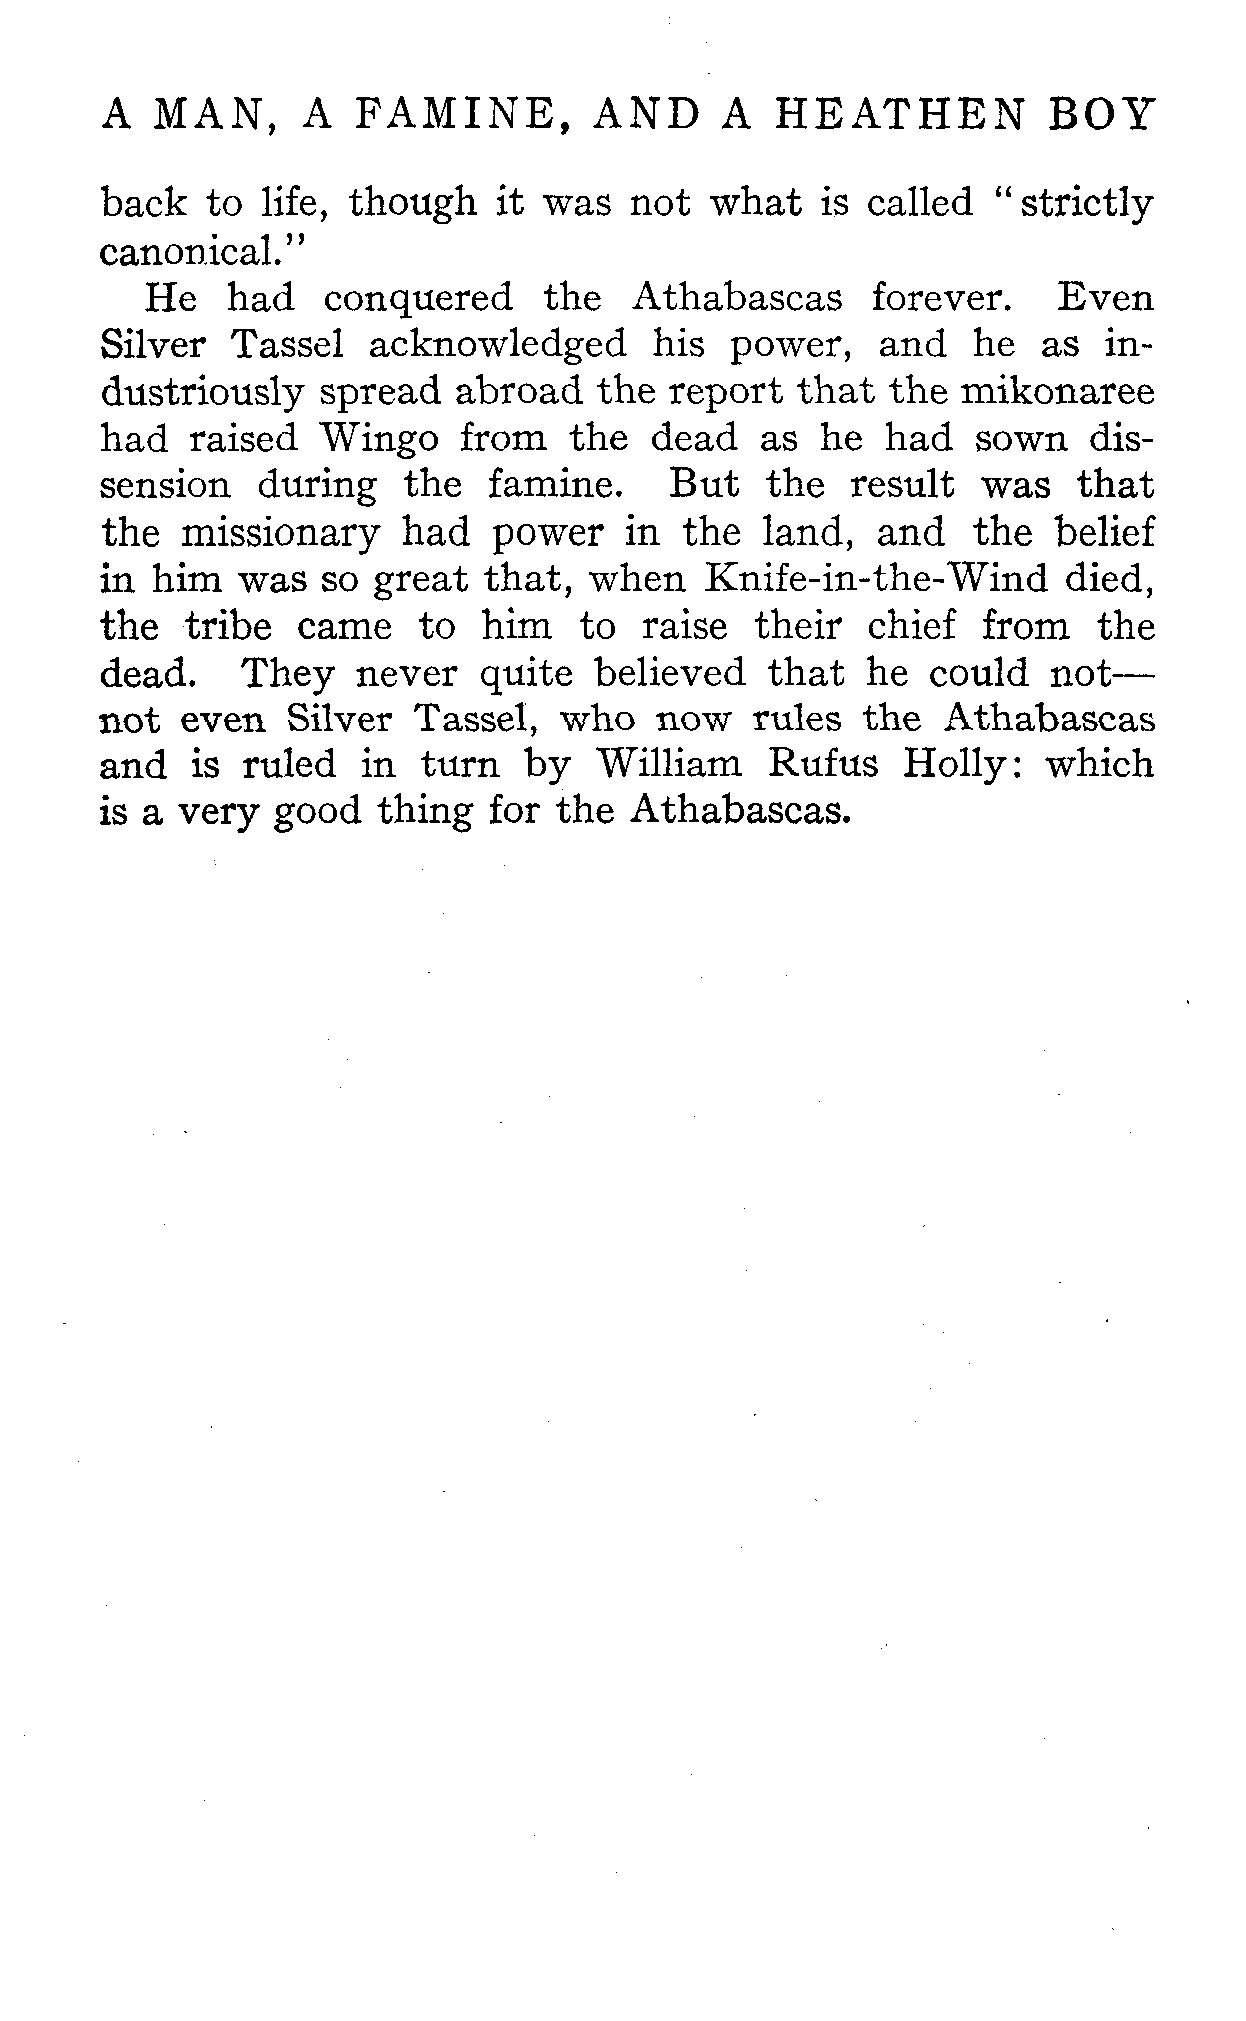 A MAN, A FAMINE, AND A HEATHEN BOY
back to life, though it was not what is called "strictly
canonical."
He had conquered the Athabascas forever. Even
Silver Tassel acknowledged his power, and he as in-
dustriously spread abroad the report that the mikonaree
had raised Wingo from the dead as he had sown dis-
sension during the famine. But the result was that
the missionary had power in the land, and the belief
in him was so great that, when Knife-in-the-Wind died,
the tribe came to him to raise their chief from the
dead. They never quite believed that he could not—
not even Silver Tassel, who now rules the Athabascas
and is ruled in turn by William Rufus Holly: which
is a very good thing for the Athabascas.